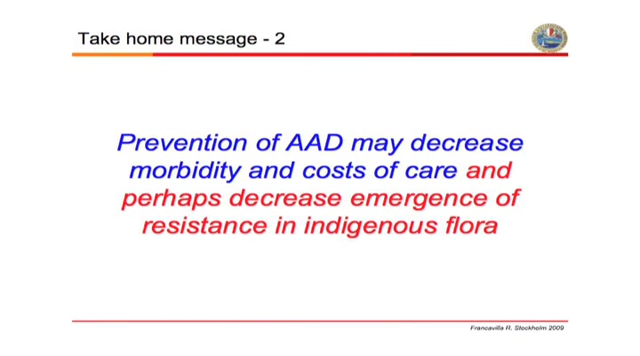 Take home message - 2
Prevention of AAD may decrease
morbidity and costs of care and
perhaps decrease emergence of
resistance in indigenous flora
Francavilla R. Stockholm 2009